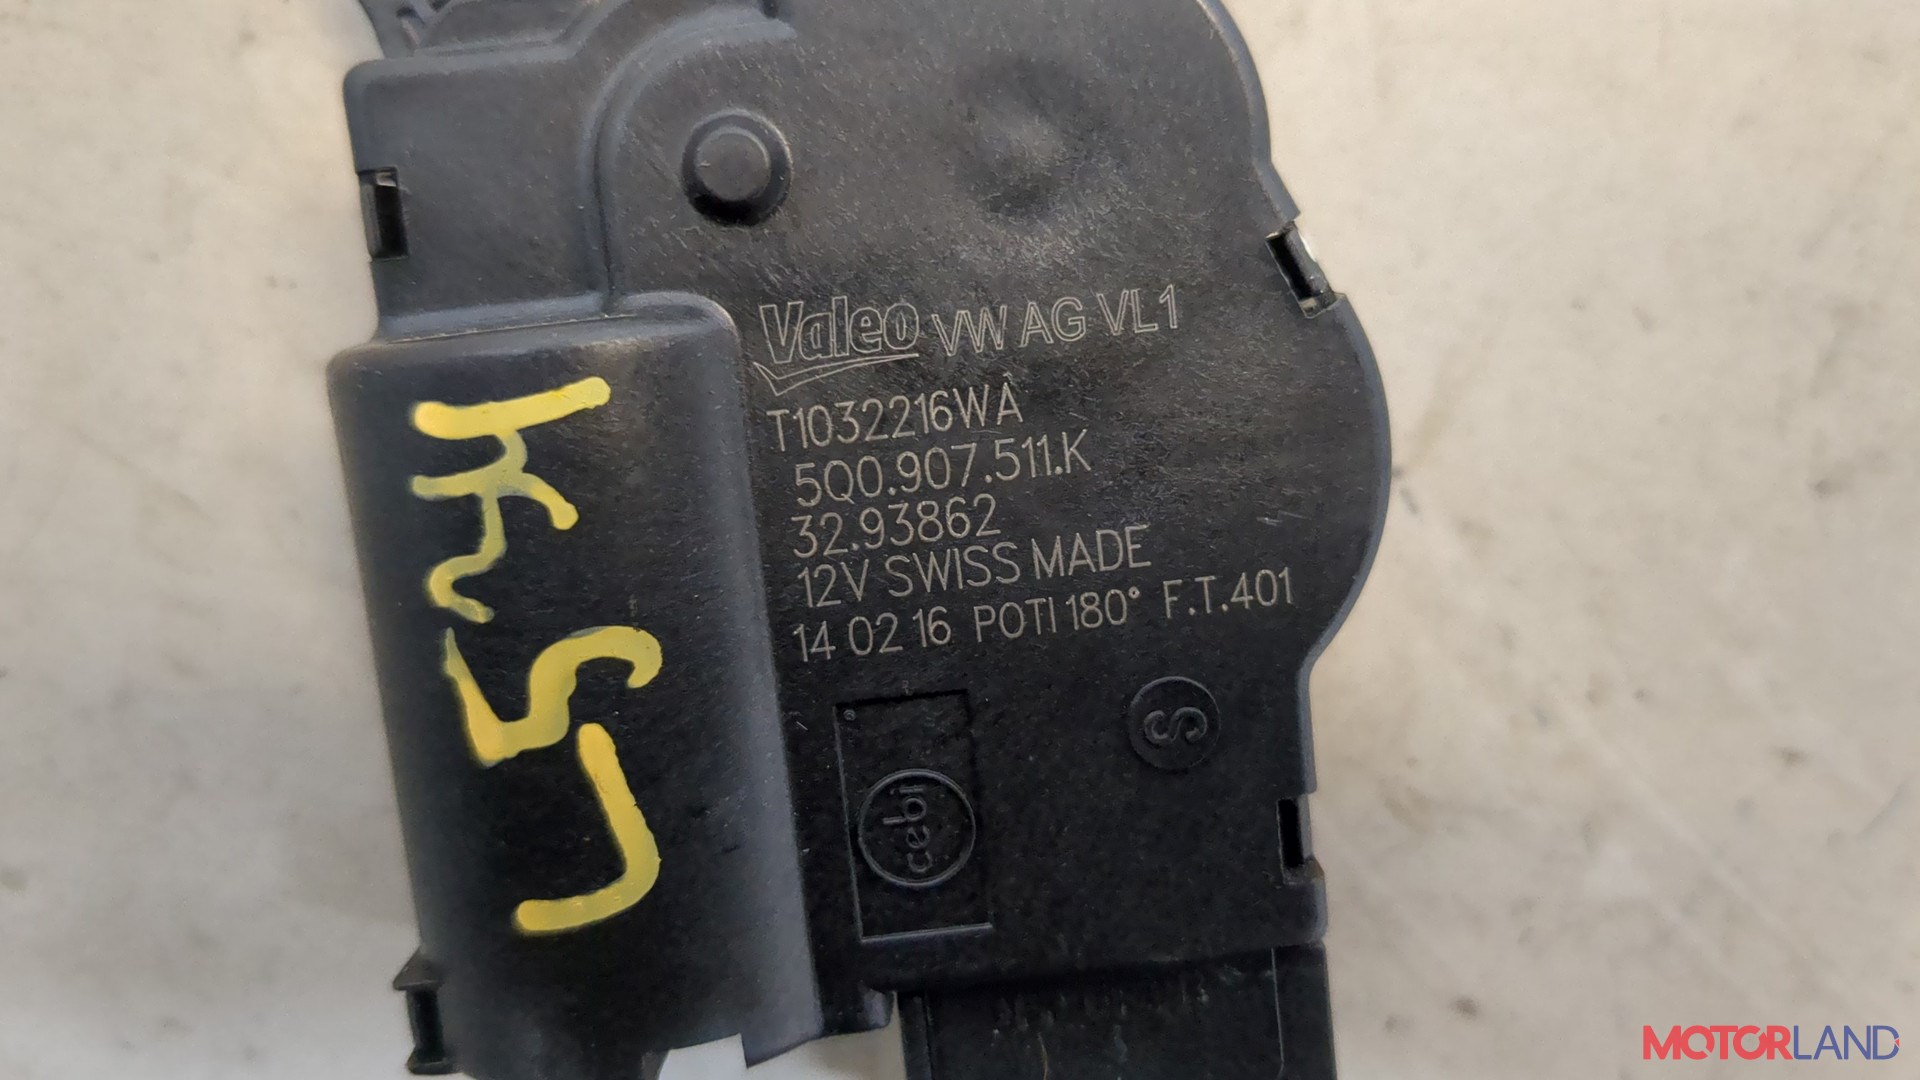 Valeo VW AG VL1
T1032216WA
5Q0.907.511.K
32.93862
12V SWISS MADE
14 02 16 POTI 180° F.T.401
S
cebi
MOTORLAND